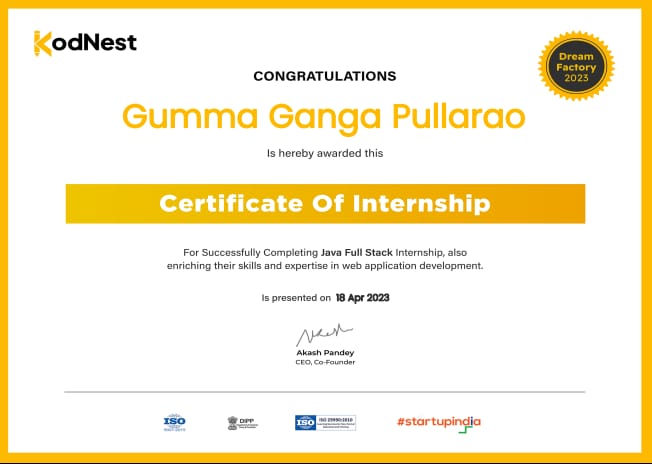 KodNest
Dream
Factory
2023
CONGRATULATIONS
Gumma Ganga Pullarao
Is hereby awarded this
Certificate Of Internship
For Successfully Completing Java Full Stack Internship, also
enriching their skills and expertise in web application development.
Is presented on 18 Apr 2023
Akash Pandey
CEO, Co-Founder
ISO
DIPP
ISO
ISO 29990:2010
#startupindia